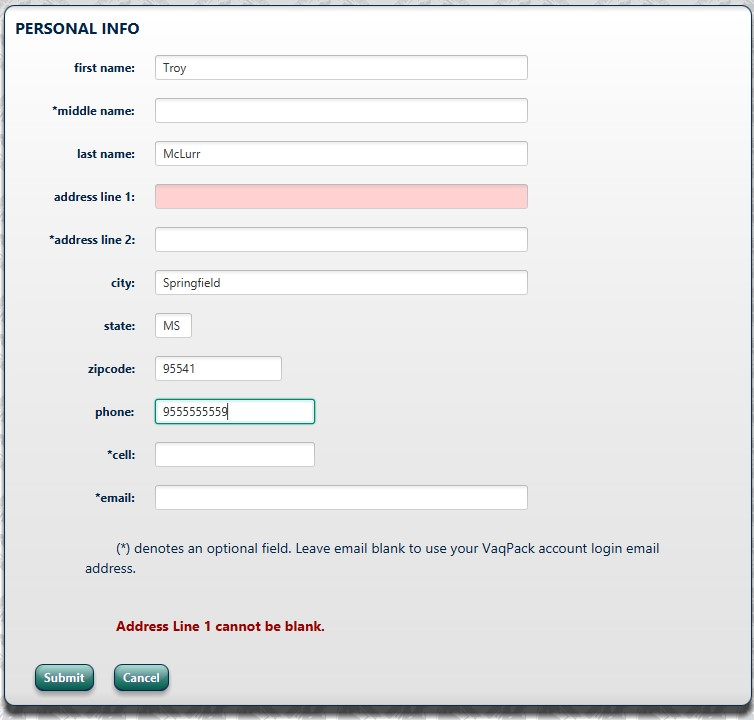 PERSONAL INFO
first name: Troy
*middle name:
last name: McLurr
address line 1:
*address line 2:
city: Springfield
state: MS
zipcode: 95541
phone: 9555555559
*cell:
*email:
(*) denotes an optional field. Leave email blank to use your VaqPack account login email
address.
Address Line 1 cannot be blank.
Submit Cancel